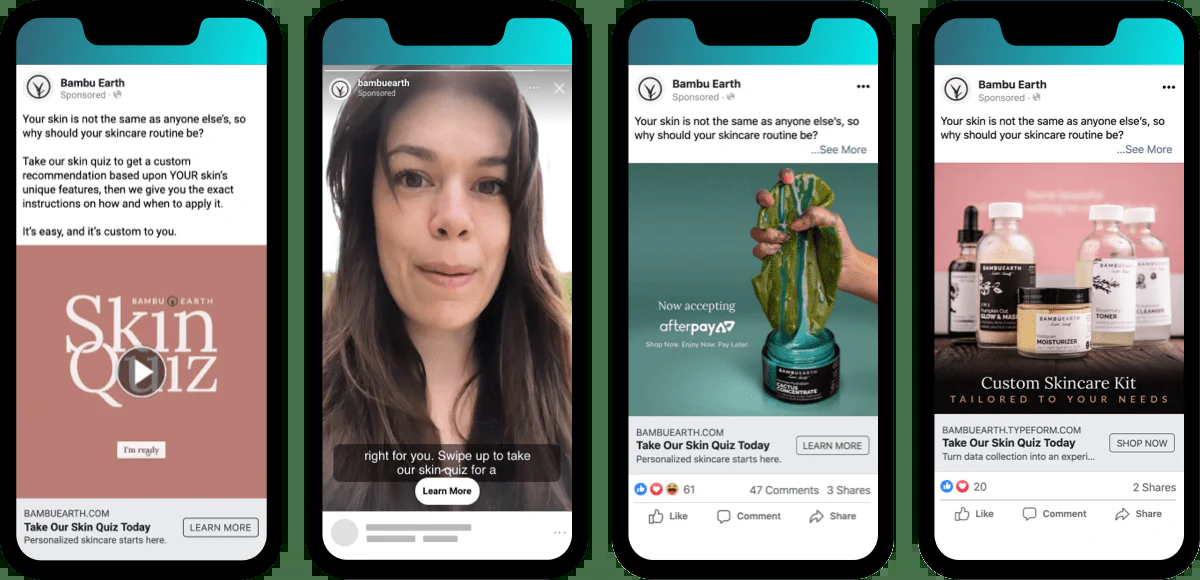 Bambu Earth
Sponsored ·
Your skin is not the same as anyone else's, so
why should your skincare routine be?
Take our skin quiz to get a custom
recommendation based upon YOUR skin's
unique features, then we give you the exact
instructions on how and when to apply it.
It's easy, and it's custom to you.
BAMBU EARTH
Skin
Quiz
I'm ready
BAMBUEARTH.COM
Take Our Skin Quiz Today
Personalized skincare starts here.
LEARN MORE
bambuearth
Sponsored
right for you. Swipe up to take
our skin quiz for a
Learn More
Bambu Earth
Sponsored ·
Your skin is not the same as anyone else's, so
why should your skincare routine be?
...See More
Now accepting
afterpay
Shop Now. Enjoy Now. Pay Later.
BAMBUEARTH
CACTUS
CONCENTRATE
BAMBUEARTH.COM
Take Our Skin Quiz Today
Personalized skincare starts here.
LEARN MORE
61
47 Comments 3 Shares
Like Comment Share
Bambu Earth
Sponsored ·
Your skin is not the same as anyone else's, so
why should your skincare routine be?
...See More
BAMBUEARTH
Pumpkin Oat
GLOW & MASK
BAMBUEARTH
MOISTURIZER
BAMBUEARTH
Rosemary
TONER
CLEANSER
Custom Skincare Kit
TAILORED TO YOUR NEEDS
BAMBUEARTH.TYPEFORM.COM
Take Our Skin Quiz Today
Turn data collection into an experi...
SHOP NOW
20
2 Shares
Like Comment Share